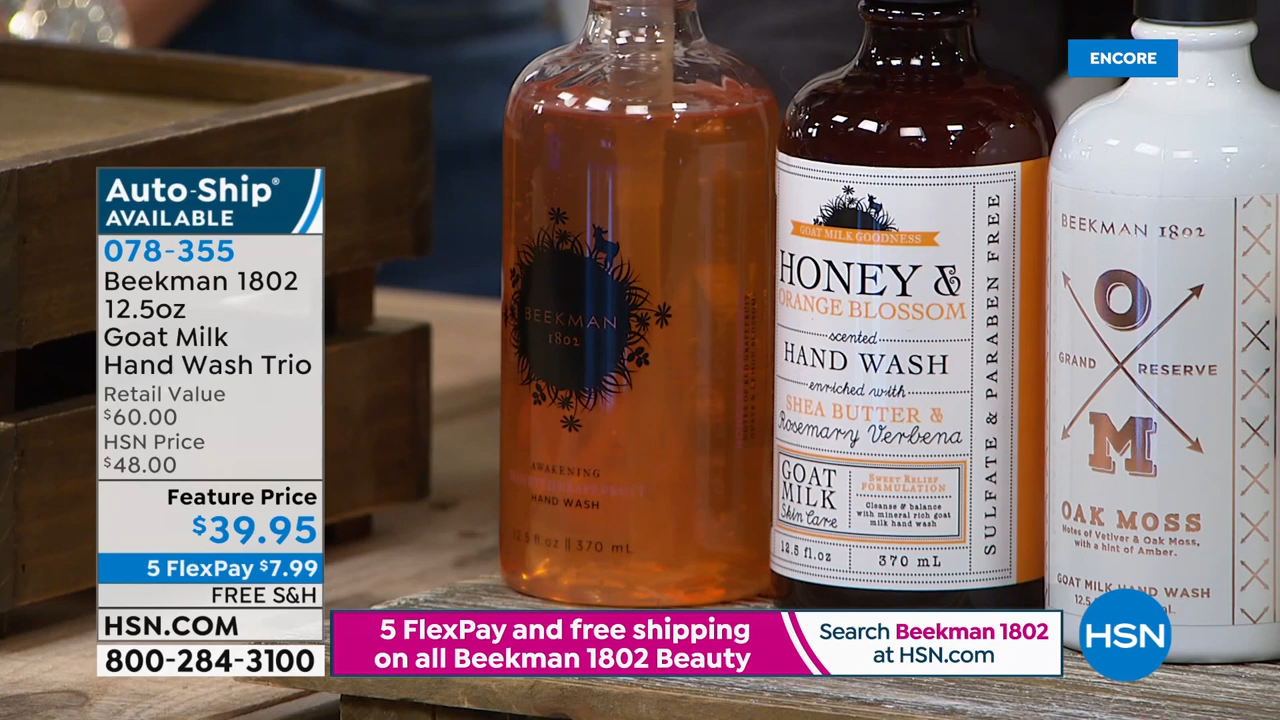 ENCORE
Auto-Ship®
AVAILABLE
078-355
Beekman 1802
12.5oz
Goat Milk
Hand Wash Trio
Retail Value
$60.00
HSN Price
$48.00
Feature Price
$39.95
5 FlexPay $7.99
FREE S&H
HSN.COM
800-284-3100
BEEKMAN
1802
AWAKENING
HAND WASH
12.5 fl oz || 370 mL
GOAT MILK GOODNESS
HONEY &
ORANGE BLOSSOM
scented
HAND WASH
enriched with
SHEA BUTTER &
Rosemary Verbena
GOAT
MILK
Skin Care
SWEET RELIEF
FORMULATION
Cleanse & balance
with mineral rich goat
milk hand wash
12.5 fl.oz
370 mL
SULFATE & PARABEN FREE
BEEKMAN 1802
O
GRAND RESERVE
M
OAK MOSS
Notes of Vetiver & Oak Moss,
with a hint of Amber.
GOAT MILK HAND WASH
5 FlexPay and free shipping
on all Beekman 1802 Beauty
Search Beekman 1802
at HSN.com
HSN